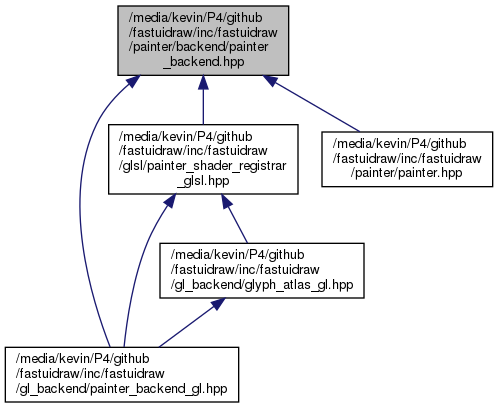 /media/kevin/P4/github
/fastuidraw/inc/fastuidraw
/painter/backend/painter
_backend.hpp
/media/kevin/P4/github
/fastuidraw/inc/fastuidraw
/glsl/painter_shader_registrar
_glsl.hpp
/media/kevin/P4/github
/fastuidraw/inc/fastuidraw
/painter/painter.hpp
/media/kevin/P4/github
/fastuidraw/inc/fastuidraw
/gl_backend/glyph_atlas_gl.hpp
/media/kevin/P4/github
/fastuidraw/inc/fastuidraw
/gl_backend/painter_backend_gl.hpp